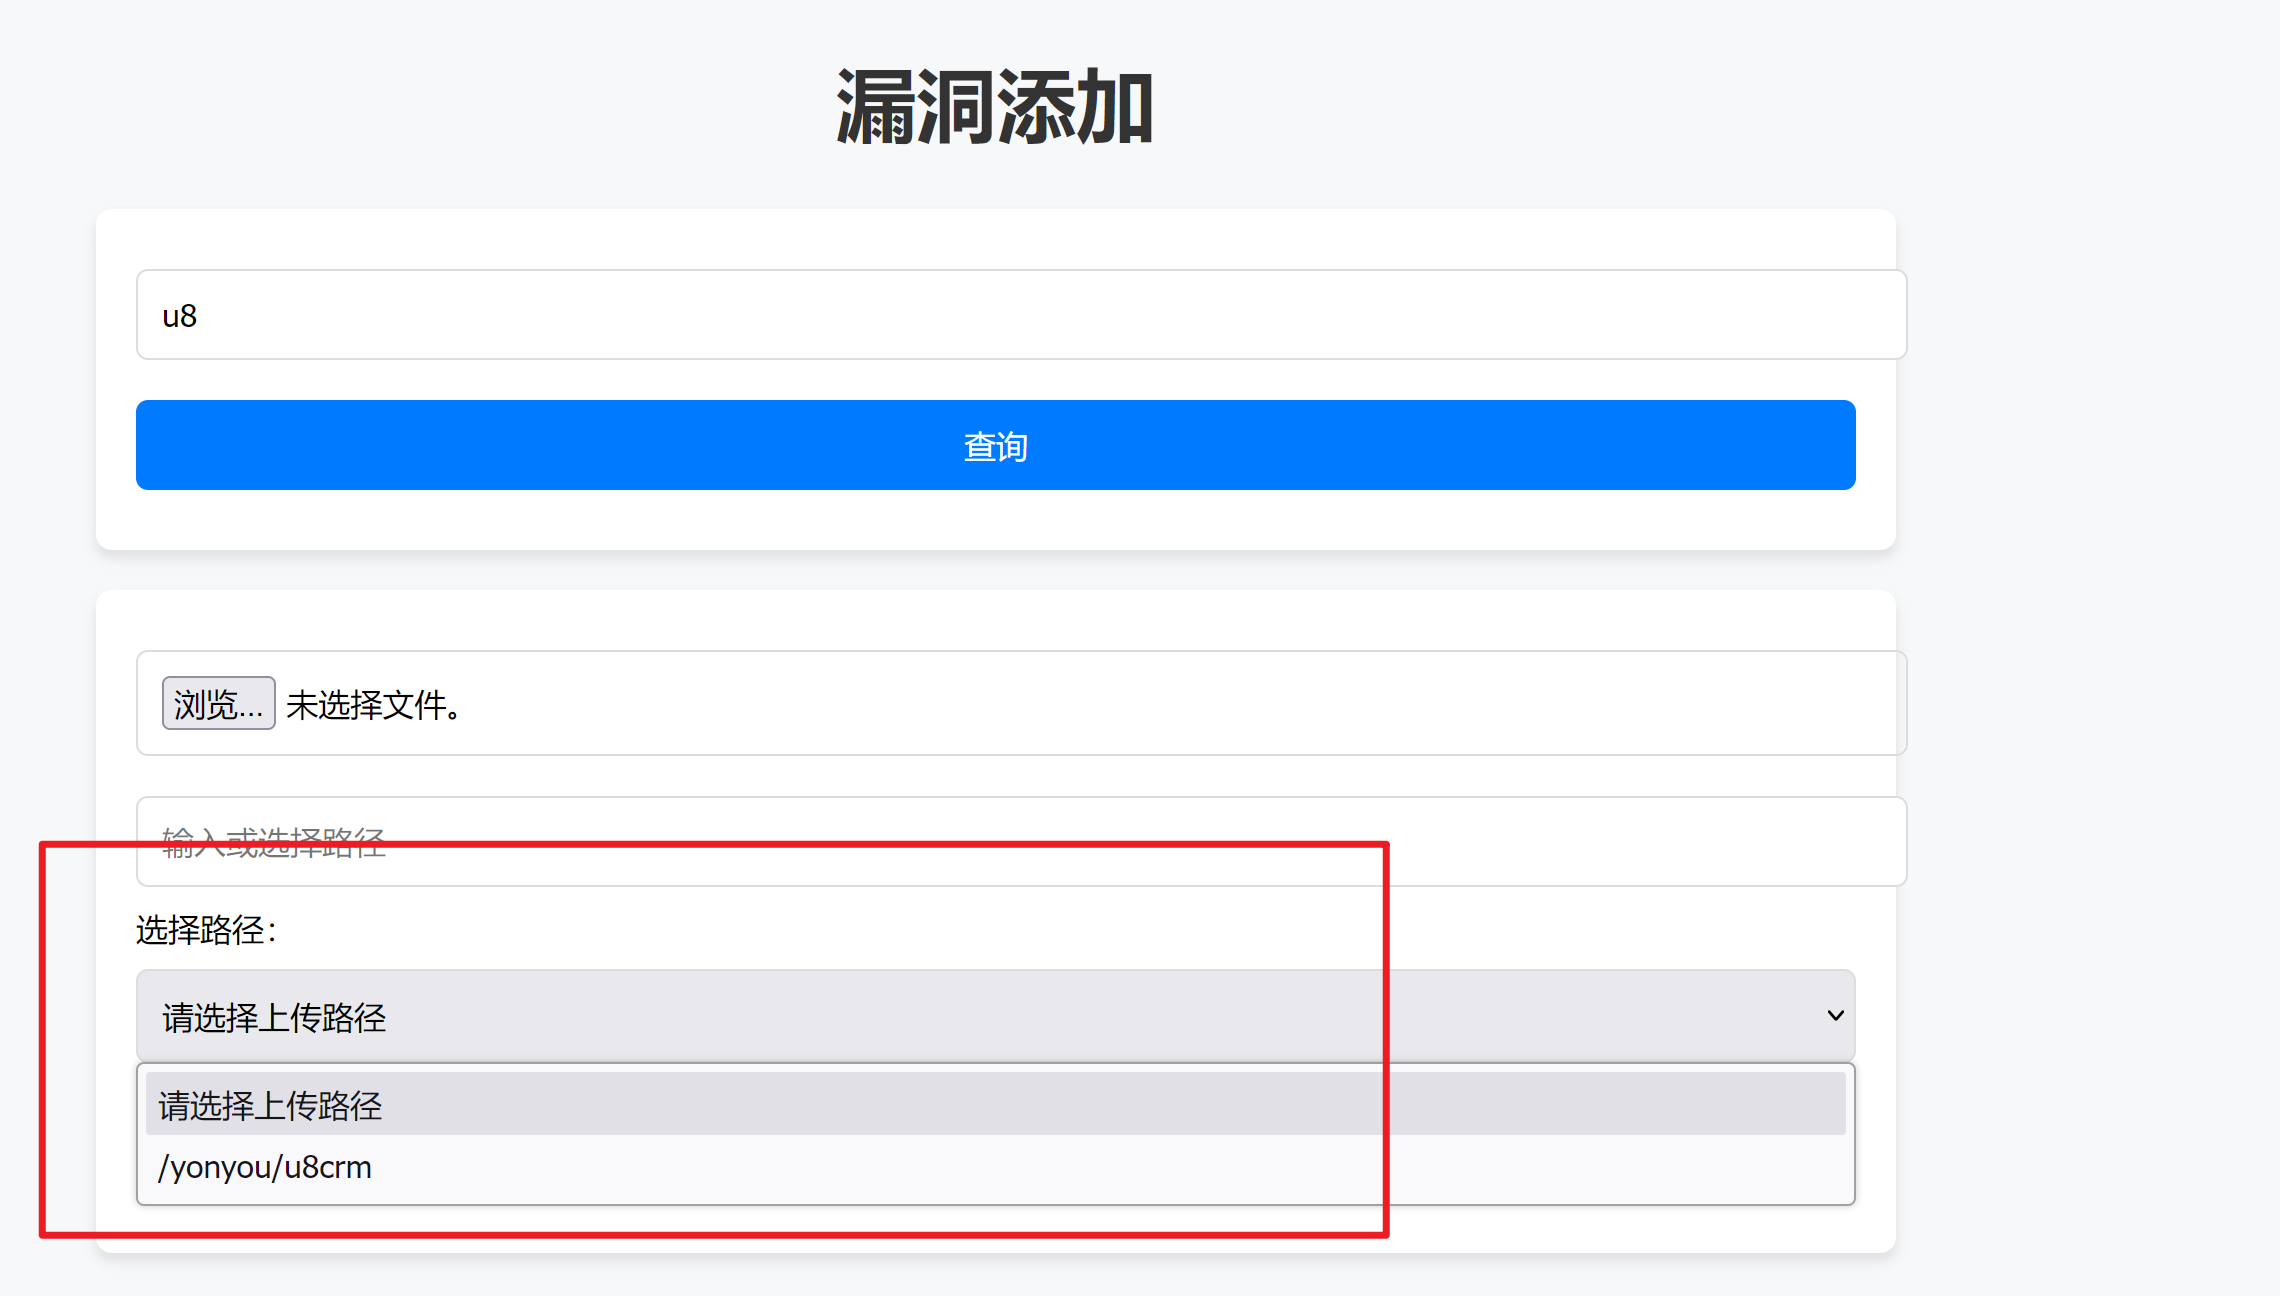 漏洞添加
u8
查询
浏览... 未选择文件。
输入或选择路径
选择路径：
请选择上传路径
请选择上传路径
/yonyou/u8crm